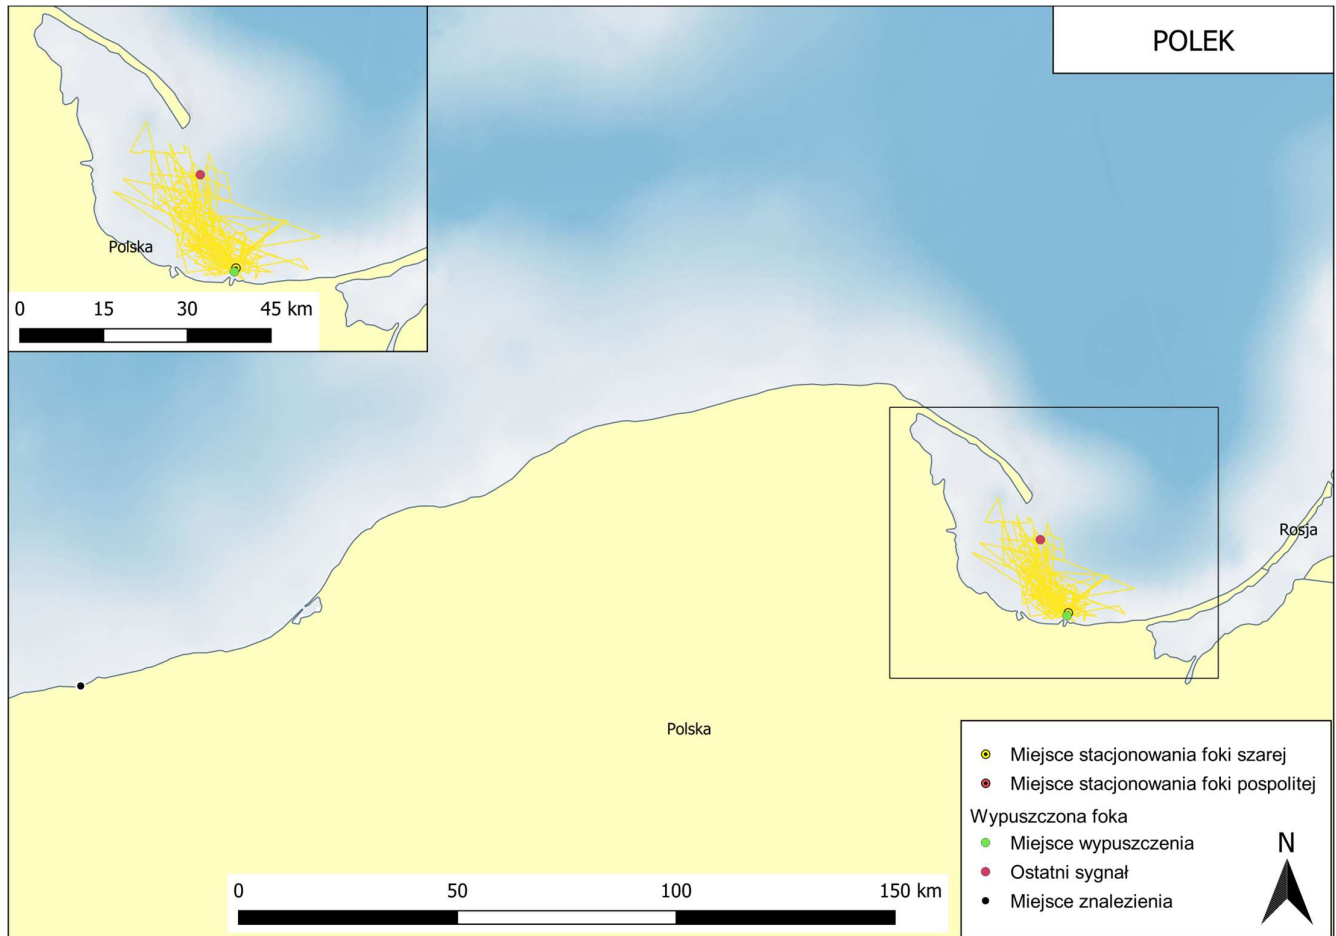 POLEK
Polska
0 15 30 45 km
Rosja
Polska
Miejsce stacjonowania foki szarej
Miejsce stacjonowania foki pospolitej
Wypuszczona foka
Miejsce wypuszczenia
Ostatni sygnał
Miejsce znalezienia
N
0 50 100 150 km